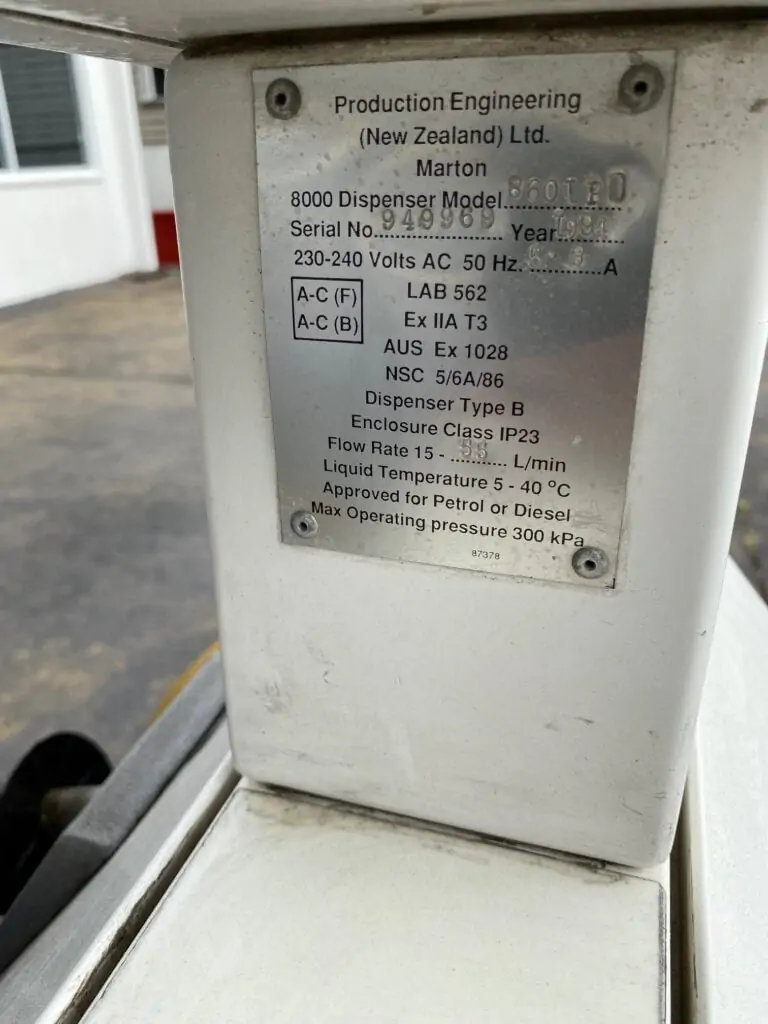 Production Engineering
(New Zealand) Ltd.
Marton
8000 Dispenser Model
Serial No. 940969 Year
230-240 Volts AC 50 Hz. A
A-C (F) LAB 562
A-C (B) Ex IIA T3
AUS Ex 1028
NSC 5/6A/86
Dispenser Type B
Enclosure Class IP23
Flow Rate 15 - L/min
Liquid Temperature 5 - 40 °C
Approved for Petrol or Diesel
Max Operating pressure 300 kPa
87378